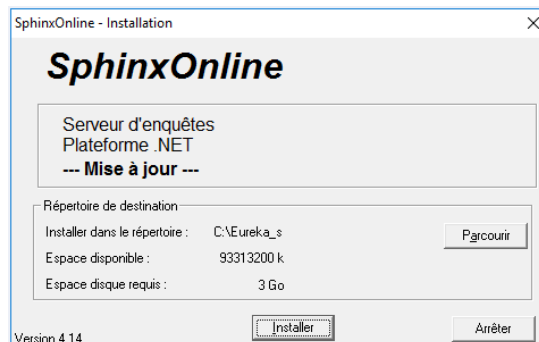 SphinxOnline - Installation
SphinxOnline
Serveur d'enquêtes
Plateforme .NET
--- Mise à jour ---
Répertoire de destination
Installer dans le répertoire : C:\Eureka_s
Parcourir
Espace disponible : 93313200 k
Espace disque requis : 3 Go
Installer
Arrêter
Version 4.14